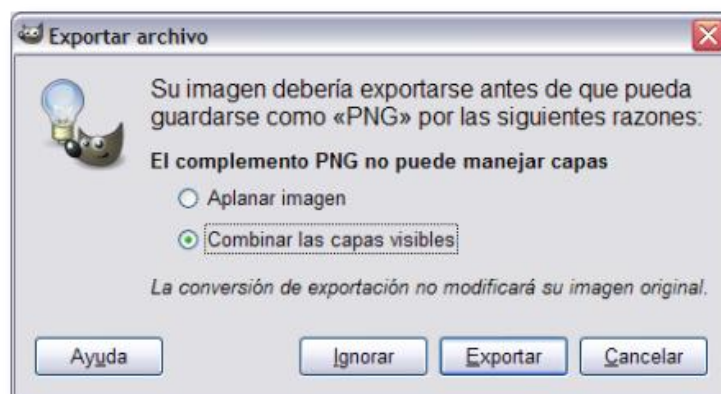 Exportar archivo
Su imagen debería exportarse antes de que pueda
guardarse como «PNG» por las siguientes razones:
El complemento PNG no puede manejar capas
Aplanar imagen
Combinar las capas visibles
La conversión de exportación no modificará su imagen original.
Ayuda Ignorar Exportar Cancelar